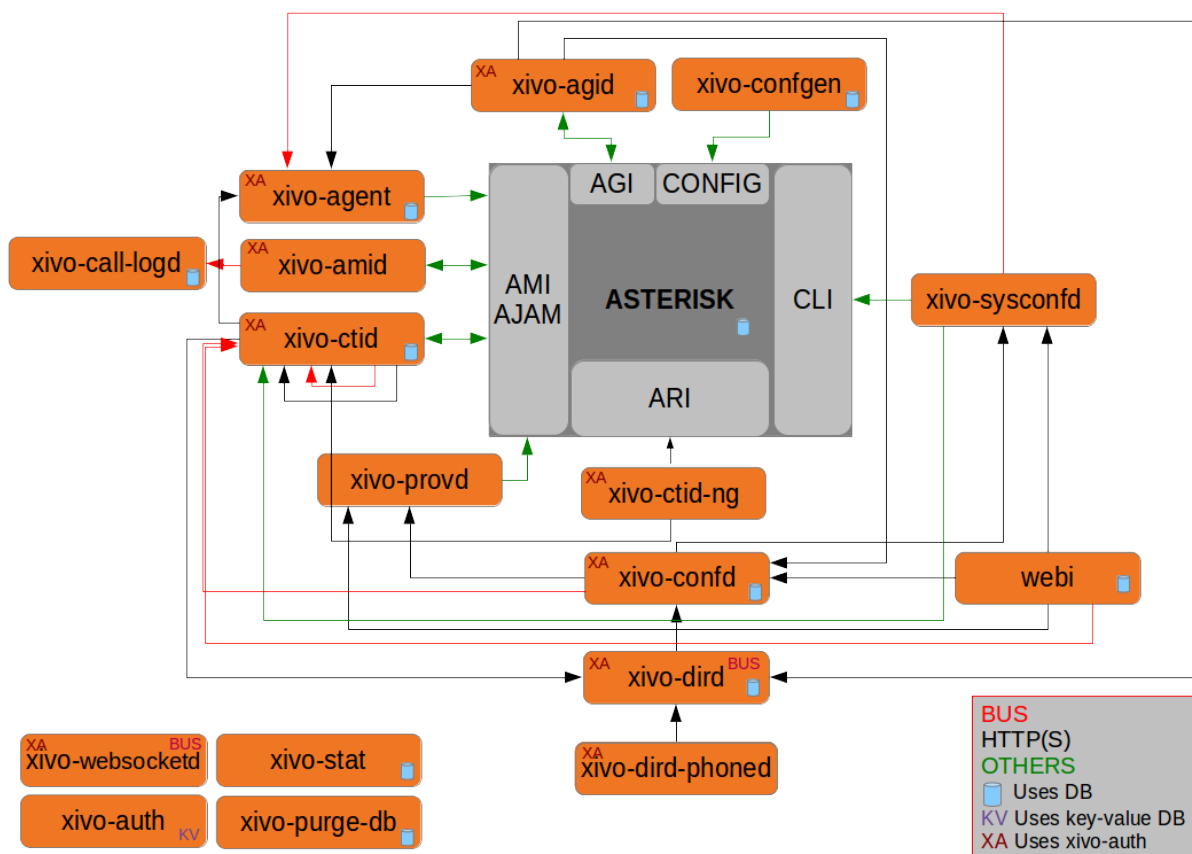 XA
xivo-agid
xivo-confgen
AGI
CONFIG
XA
xivo-agent
xivo-call-logd
XA
xivo-amid
AMI
AJAM
ASTERISK
CLI
xivo-sysconfd
XA
xivo-ctid
ARI
xivo-provd
XA
xivo-ctid-ng
XA
xivo-confd
webi
XA
BUS
xivo-dird
XA
xivo-dird-phoned
XA
BUS
xivo-websocketd
xivo-stat
xivo-auth
KV
xivo-purge-db
BUS
HTTP(S)
OTHERS
Uses DB
KV Uses key-value DB
XA Uses xivo-auth